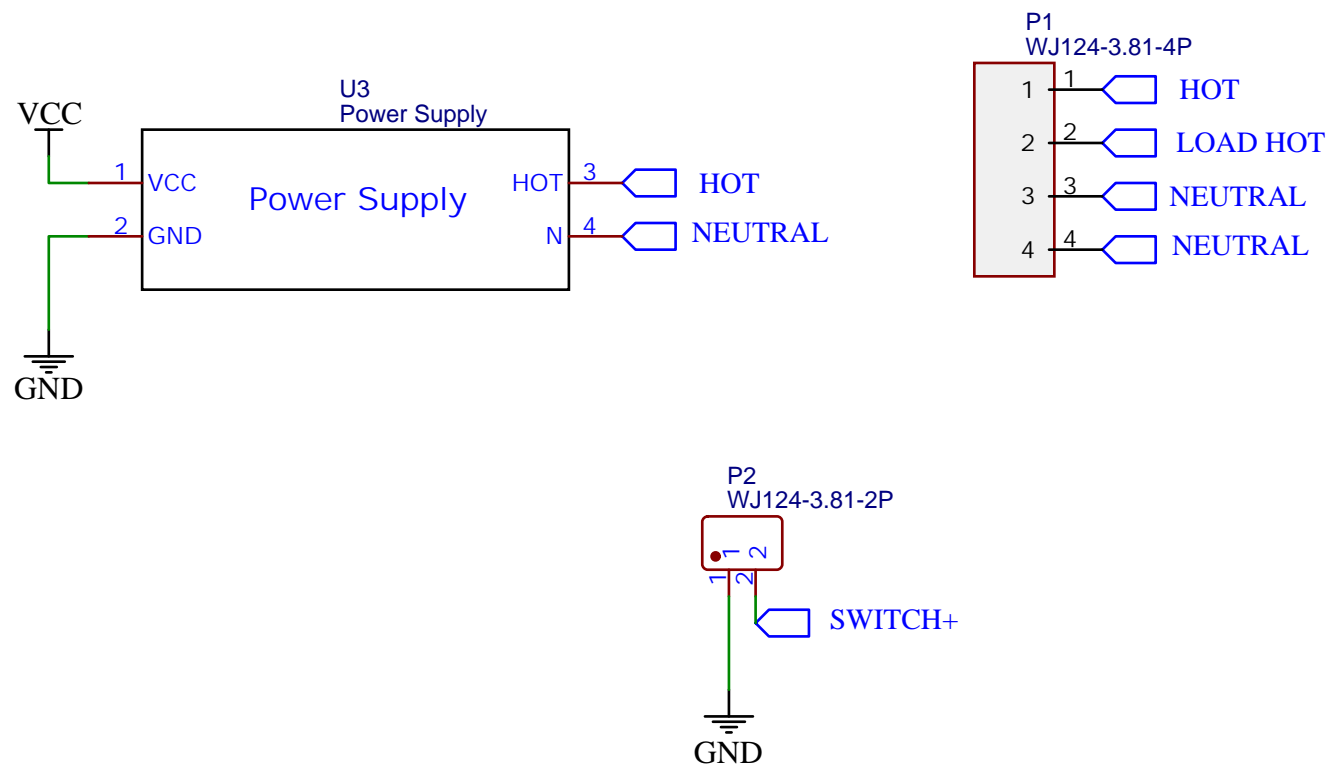 U3
Power Supply
VCC
1
VCC
Power Supply
HOT
3
HOT
2
GND
N
4
NEUTRAL
GND
P1
WJ124-3.81-4P
1
1
HOT
2
2
LOAD HOT
3
3
NEUTRAL
4
4
NEUTRAL
P2
WJ124-3.81-2P
1
2
1
2
SWITCH+
GND